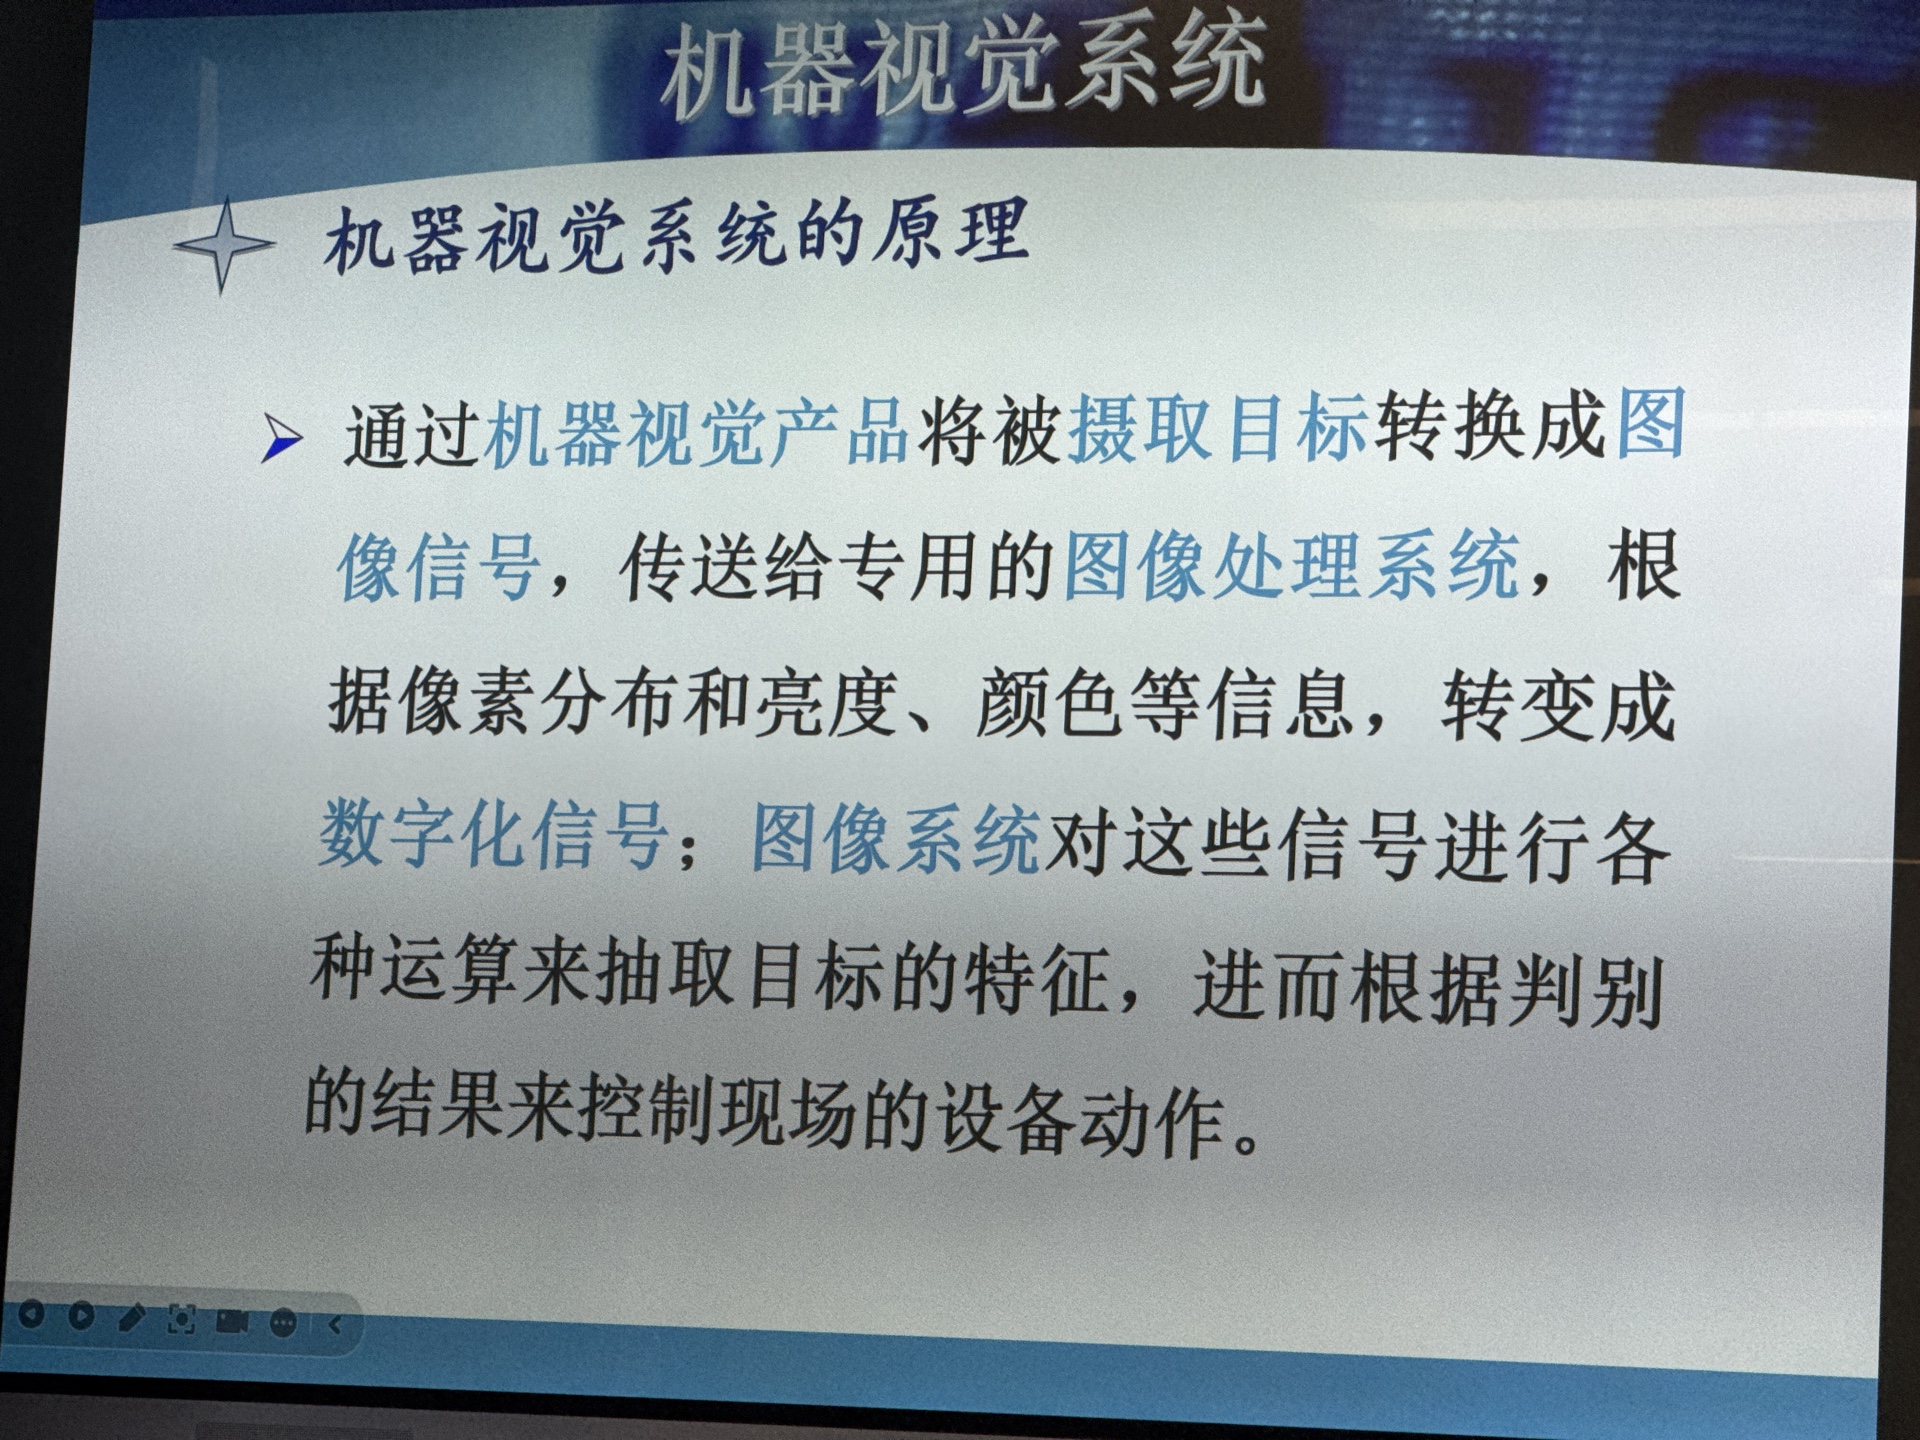 机器视觉系统
机器视觉系统的原理
通过机器视觉产品将被摄取目标转换成图
像信号，传送给专用的图像处理系统，根
据像素分布和亮度、颜色等信息，转变成
数字化信号；图像系统对这些信号进行各
种运算来抽取目标的特征，进而根据判别
的结果来控制现场的设备动作。